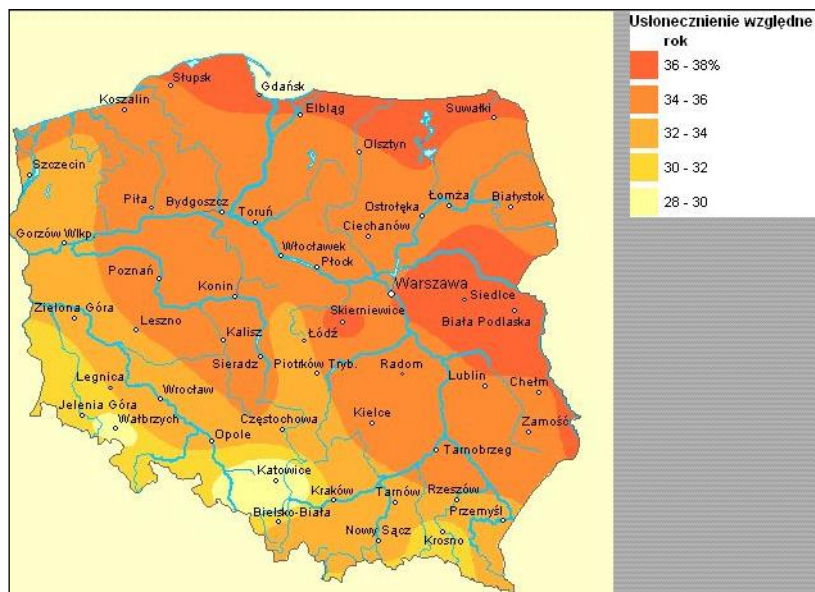 Usłonecznienie względne
rok
36 - 38%
34 - 36
32 - 34
30 - 32
28 - 30
Słupsk
Gdańsk
Koszalin
Elbląg
Suwałki
Olsztyn
Szczecin
Piła
Bydgoszcz
Toruń
Ostrołęka
Łomża
Białystok
Ciechanów
Gorzów Wlkp.
Włocławek
Płock
Poznań
Konin
Warszawa
Siedlce
Skierniewice
Biała Podlaska
Zielona Góra
Leszno
Kalisz
Łódź
Sieradz
Piotrków Tryb.
Radom
Lublin
Chełm
Legnica
Wrocław
Jelenia Góra
Wałbrzych
Częstochowa
Kielce
Zamość
Opole
Tarnobrzeg
Katowice
Kraków
Tarnów
Rzeszów
Bielsko-Biała
Przemyśl
Nowy Sącz
Krosno